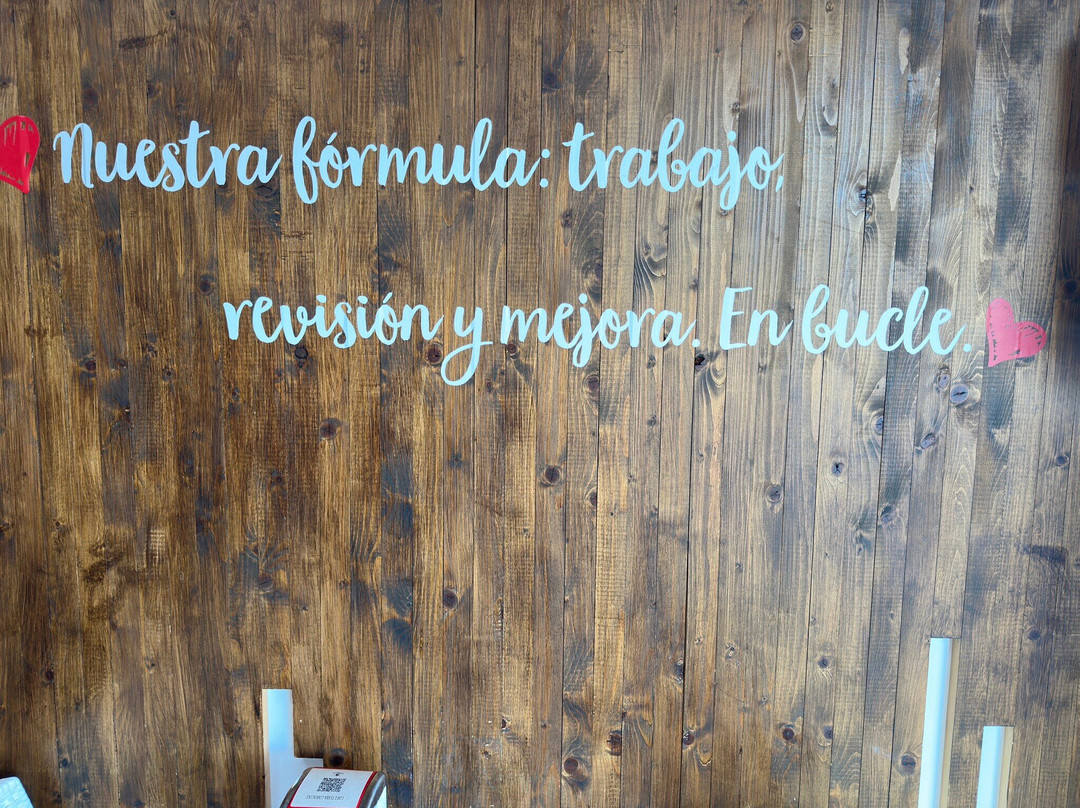 Nuestra fórmula: trabajo,
revisión y mejora. En bucle.